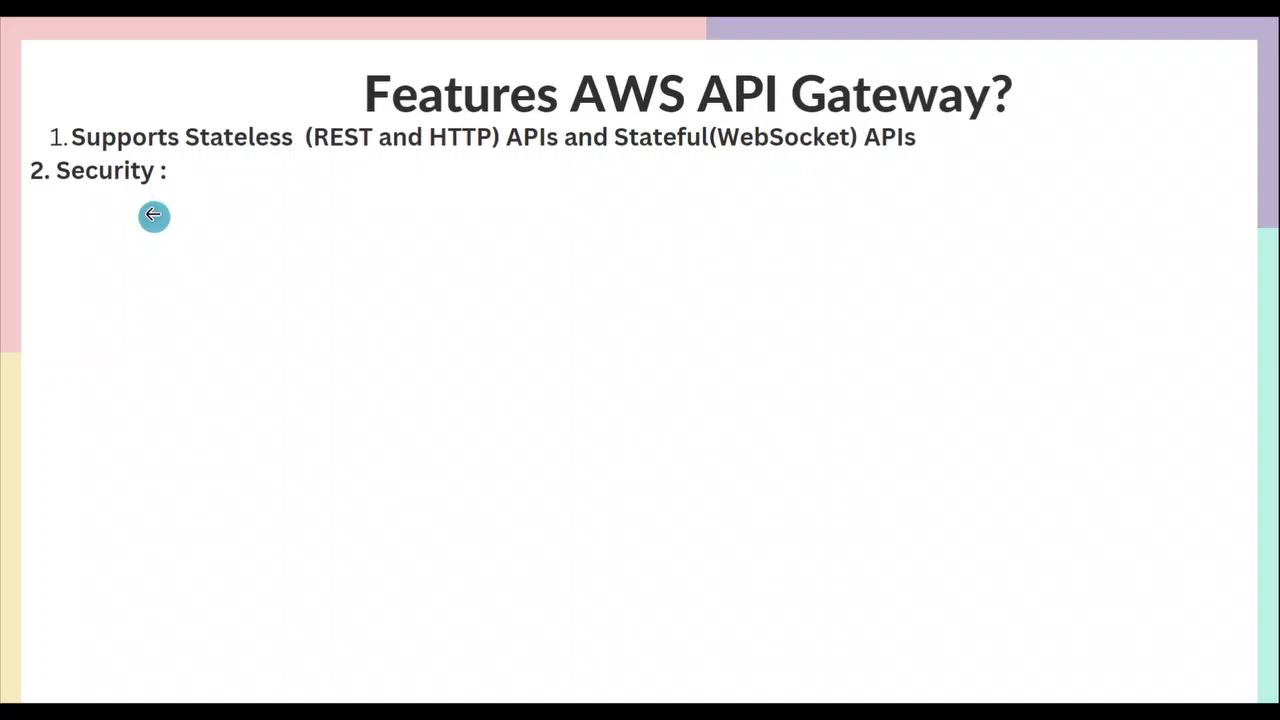 Features AWS API Gateway?
1. Supports Stateless (REST and HTTP) APIs and Stateful(WebSocket) APIs
2. Security :